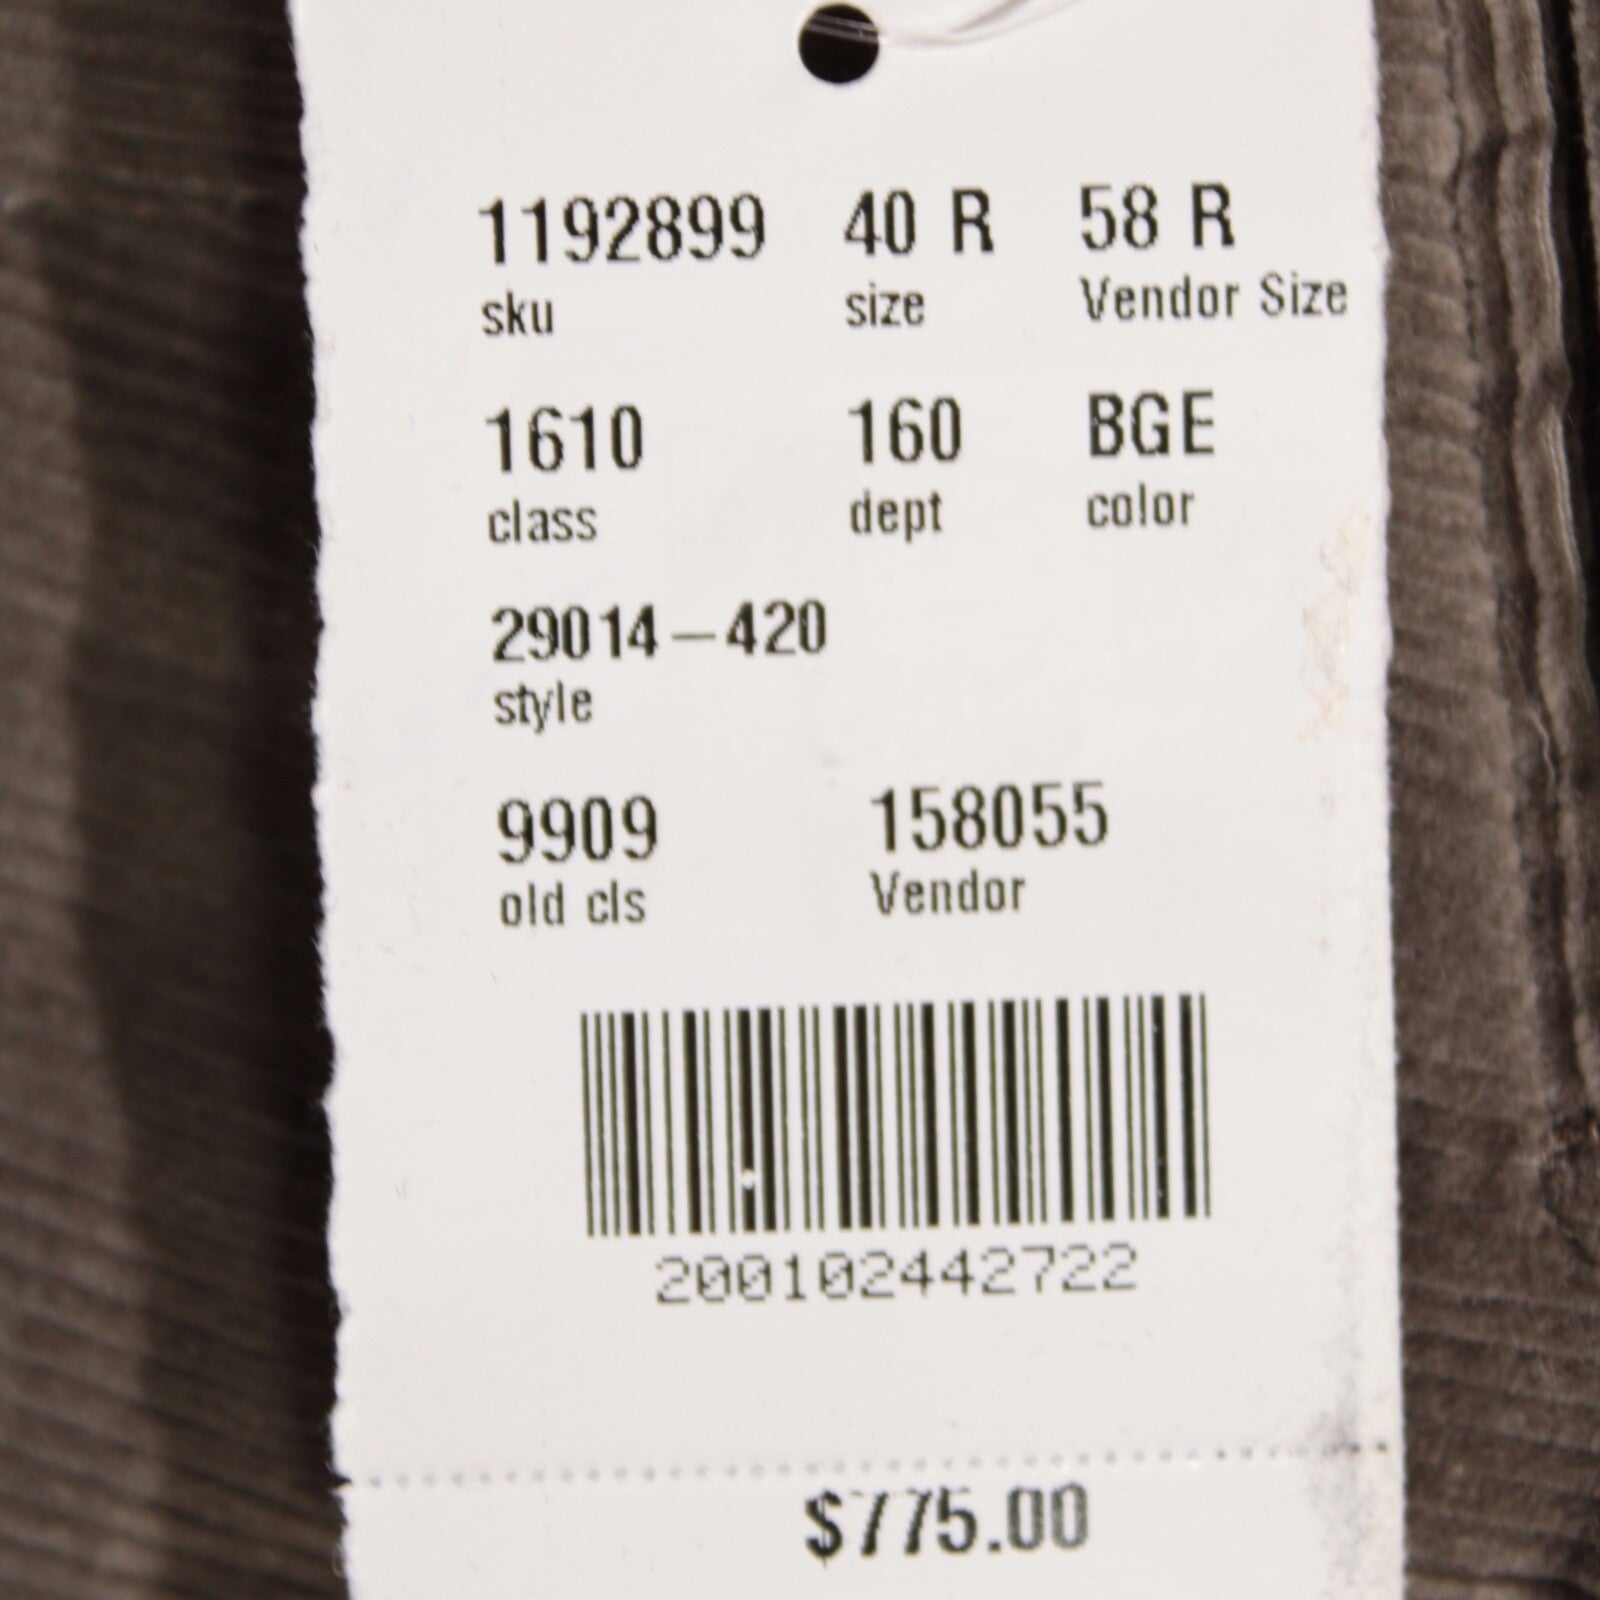 1192899 40 R 58 R
sku size Vendor Size
1610 160 BGE
class dept color
29014-420
style
9909 158055
old cls Vendor
200102442722
$775.00